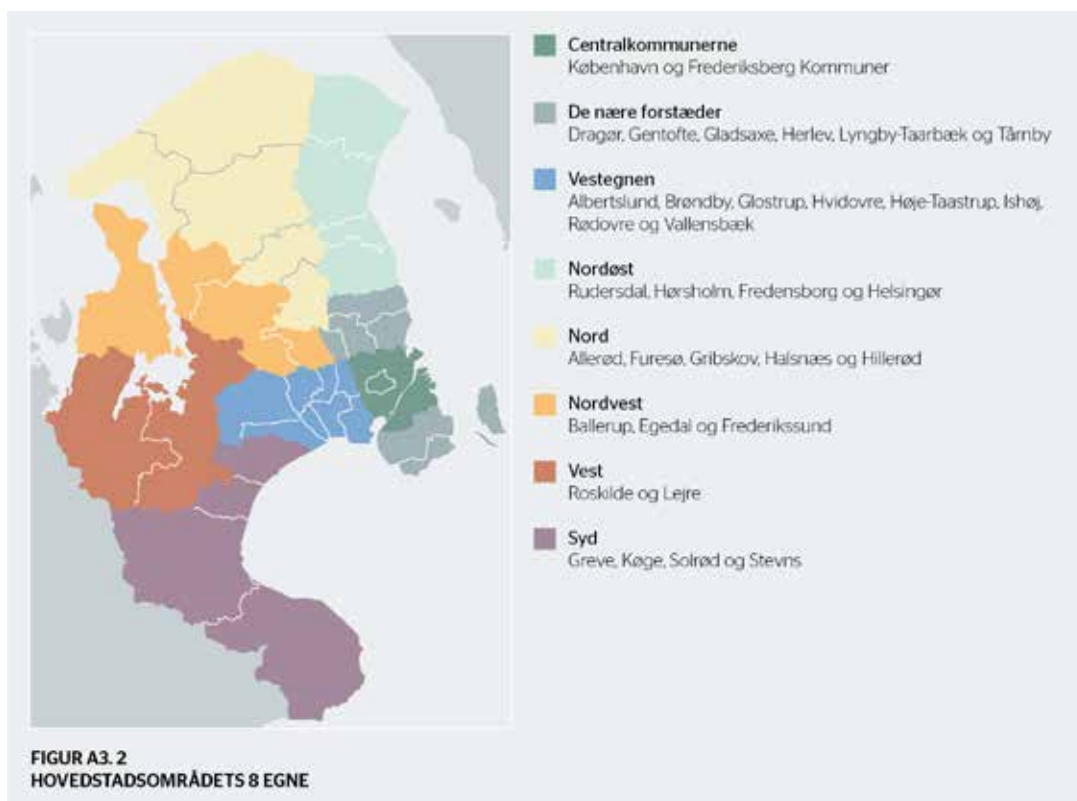 Centralkommunerne
København og Frederiksberg Kommuner
De nære forstæder
Dragør, Gentofte, Gladsaxe, Herlev, Lyngby-Taarbæk og Tårnby
Vestegnen
Albertslund, Brøndby, Glostrup, Hvidovre, Høje-Taastrup, Ishøj,
Rødovre og Vallensbæk
Nordøst
Rudersdal, Hørsholm, Fredensborg og Helsingør
Nord
Allerød, Furesø, Gribskov, Halsnæs og Hillerød
Nordvest
Ballerup, Egedal og Frederikssund
Vest
Roskilde og Lejre
Syd
Greve, Køge, Solrød og Stevns
FIGUR A3. 2
HOVEDSTADSOMRÅDETS 8 EGNE